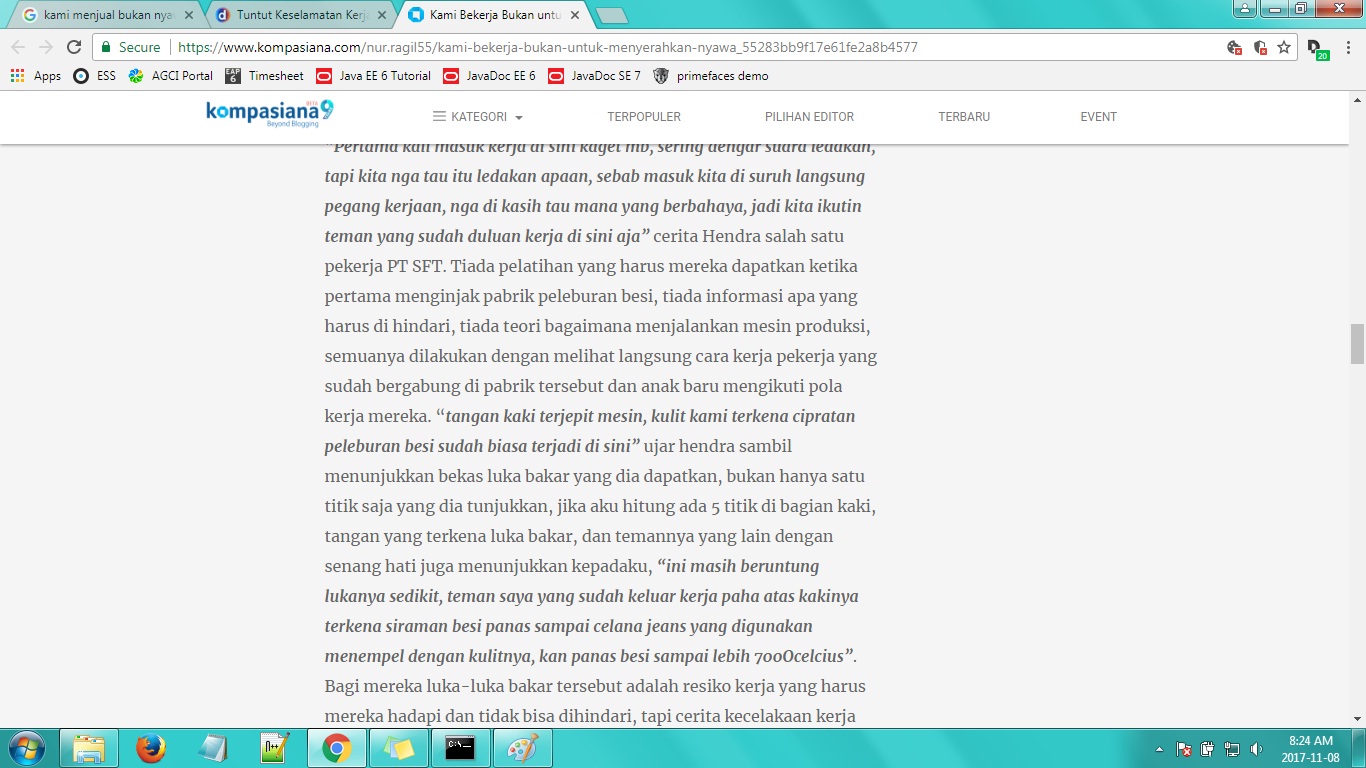 kami menjual bukan nya
Tuntut Keselamatan Kerj
Kami Bekerja Bukan untu
Secure
https://www.kompasiana.com/nur.ragil55/kami-bekerja-bukan-untuk-menyerahkan-nyawa_55283bb9f17e61fe2a8b4577
20
Apps ESS AGCI Portal EAP 6 Timesheet Java EE 6 Tutorial JavaDoc EE 6 JavaDoc SE 7 primefaces demo
kompasiana9 BETA
Beyond Blogging
KATEGORI TERPOPULER PILIHAN EDITOR TERBARU EVENT
“Pertama kali masuk kerja di sini kaget mb, sering dengar suara ledakan,
tapi kita nga tau itu ledakan apaan, sebab masuk kita di suruh langsung
pegang kerjaan, nga di kasih tau mana yang berbahaya, jadi kita ikutin
teman yang sudah duluan kerja di sini aja” cerita Hendra salah satu
pekerja PT SFT. Tiada pelatihan yang harus mereka dapatkan ketika
pertama menginjak pabrik peleburan besi, tiada informasi apa yang
harus di hindari, tiada teori bagaimana menjalankan mesin produksi,
semuanya dilakukan dengan melihat langsung cara kerja pekerja yang
sudah bergabung di pabrik tersebut dan anak baru mengikuti pola
kerja mereka. “tangan kaki terjepit mesin, kulit kami terkena cipratan
peleburan besi sudah biasa terjadi di sini” ujar hendra sambil
menunjukkan bekas luka bakar yang dia dapatkan, bukan hanya satu
titik saja yang dia tunjukkan, jika aku hitung ada 5 titik di bagian kaki,
tangan yang terkena luka bakar, dan temannya yang lain dengan
senang hati juga menunjukkan kepadaku, “ini masih beruntung
lukanya sedikit, teman saya yang sudah keluar kerja paha atas kakinya
terkena siraman besi panas sampai celana jeans yang digunakan
menempel dengan kulitnya, kan panas besi sampai lebih 700Ocelcius”.
Bagi mereka luka-luka bakar tersebut adalah resiko kerja yang harus
mereka hadapi dan tidak bisa dihindari, tapi cerita kecelakaan kerja
8:24 AM
2017-11-08